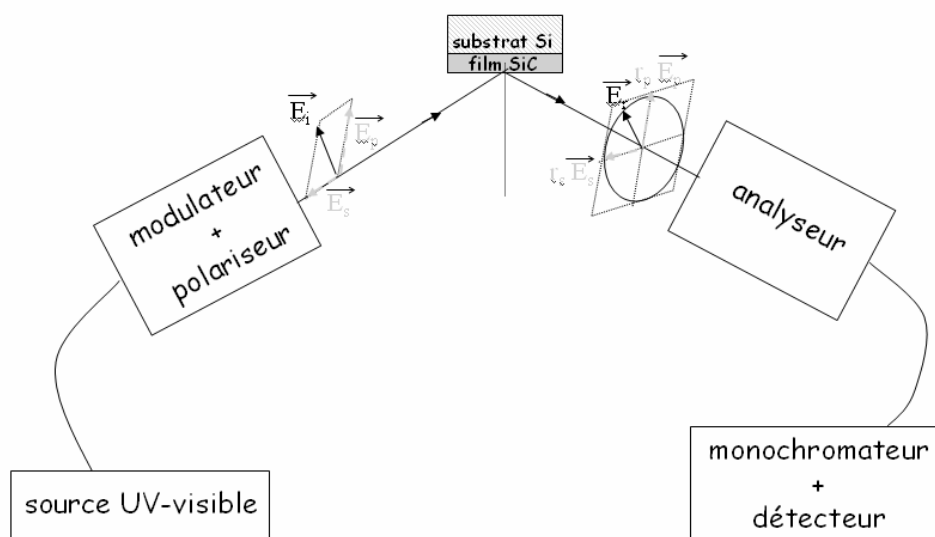 substrat Si
film SiC
E_i
E_p
E_s
r_p E_p
E_r
r_s E_s
modulateur
+
polariseur
analyseur
source UV-visible
monochromateur
+
détecteur